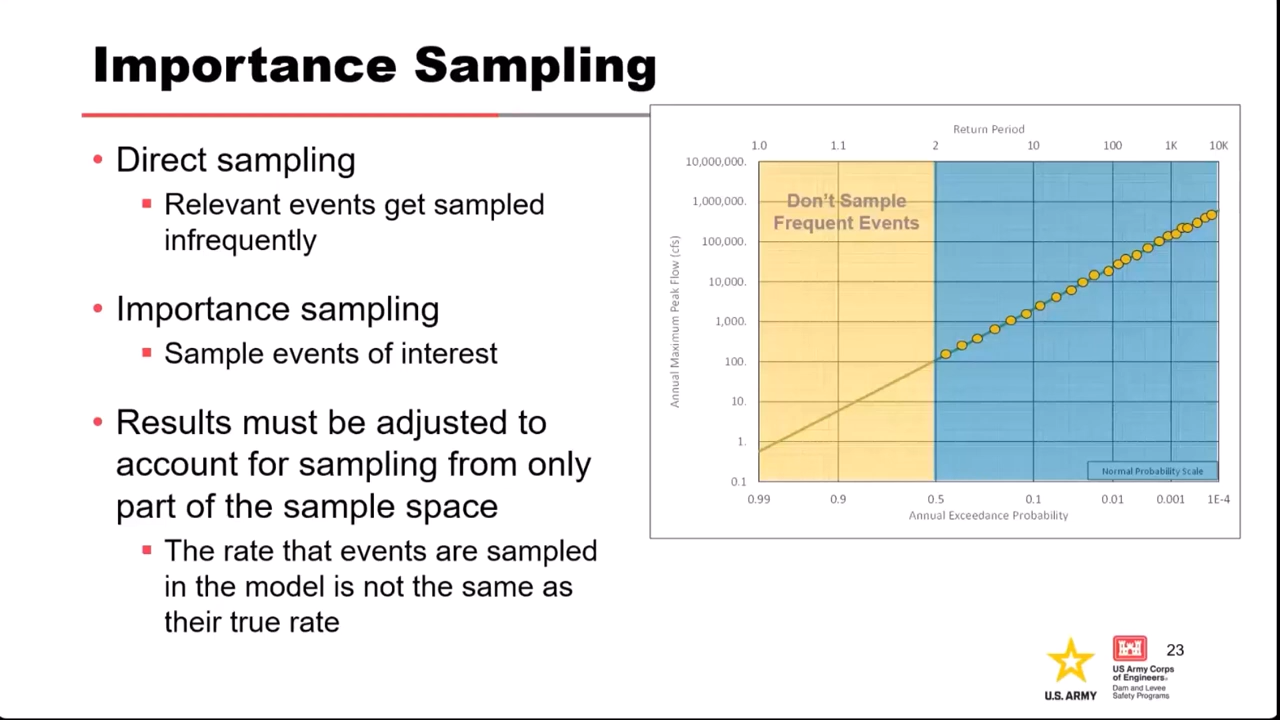 Importance Sampling
• Direct sampling
▪ Relevant events get sampled
infrequently
• Importance sampling
▪ Sample events of interest
• Results must be adjusted to
account for sampling from only
part of the sample space
▪ The rate that events are sampled
in the model is not the same as
their true rate
Return Period
1.0 1.1 2 10 100 1K 10K
10,000,000.
1,000,000.
100,000.
10,000.
1,000.
100.
10.
1.
0.1
Annual Maximum Peak Flow (cfs)
Don't Sample
Frequent Events
Normal Probability Scale
0.99 0.9 0.5 0.1 0.01 0.001 1E-4
Annual Exceedance Probability
U.S. ARMY
US Army Corps
of Engineers®
Dam and Levee
Safety Programs
23